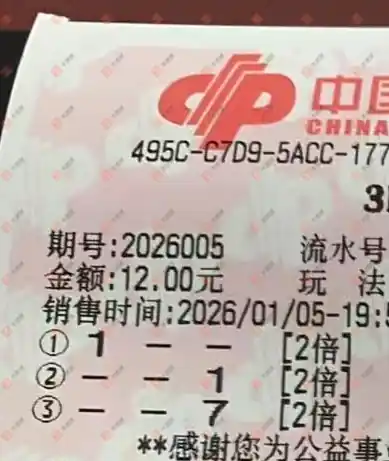 中国
CHINA
495C-C7D9-5ACC-177
3
期号:2026005 流水号
金额:12.00元 玩 法
销售时间:2026/01/05-19:5
① 1 - - [2倍]
② - - 1 [2倍]
③ - - 7 [2倍]
**感谢您为公益事